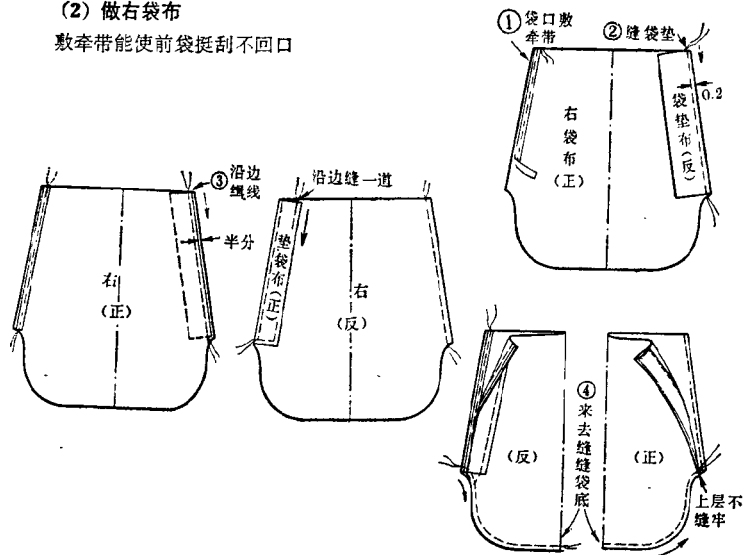 (2) 做右袋布
敷牵带能使前袋挺刮不回口
①袋口敷
牵带
②缝袋垫
0.2
右袋布(正)
袋垫布(反)
③沿边
缉线
半分
右
(正)
沿边缝一道
垫袋布(正)
右
(反)
④来去缝缝袋底
(反)
(正)
上层不
缝牢